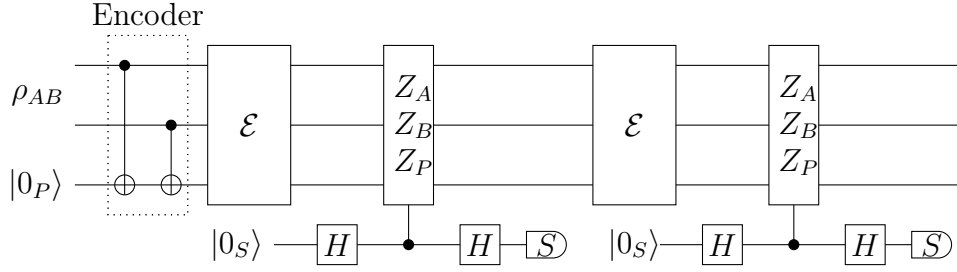 Encoder
ρ_AB
|0_P⟩
ℰ
Z_A
Z_B
Z_P
ℰ
Z_A
Z_B
Z_P
|0_S⟩ H H S |0_S⟩ H H S